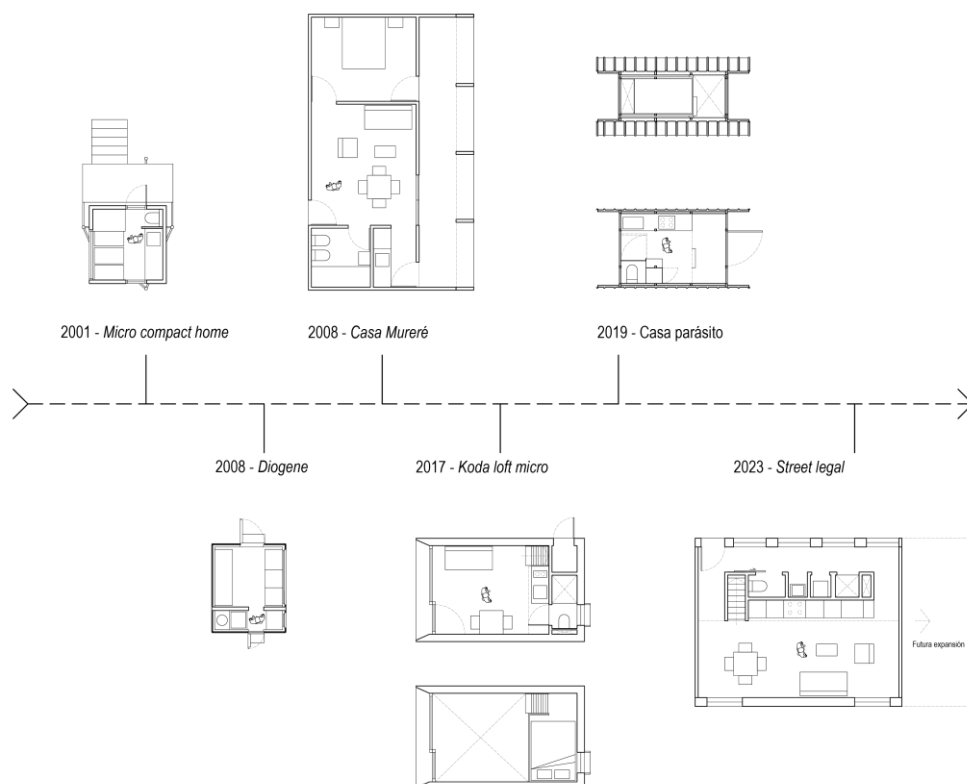 2001 - Micro compact home
2008 - Casa Mureré
2019 - Casa parásito
2008 - Diogene
2017 - Koda loft micro
2023 - Street legal
Futura expansión